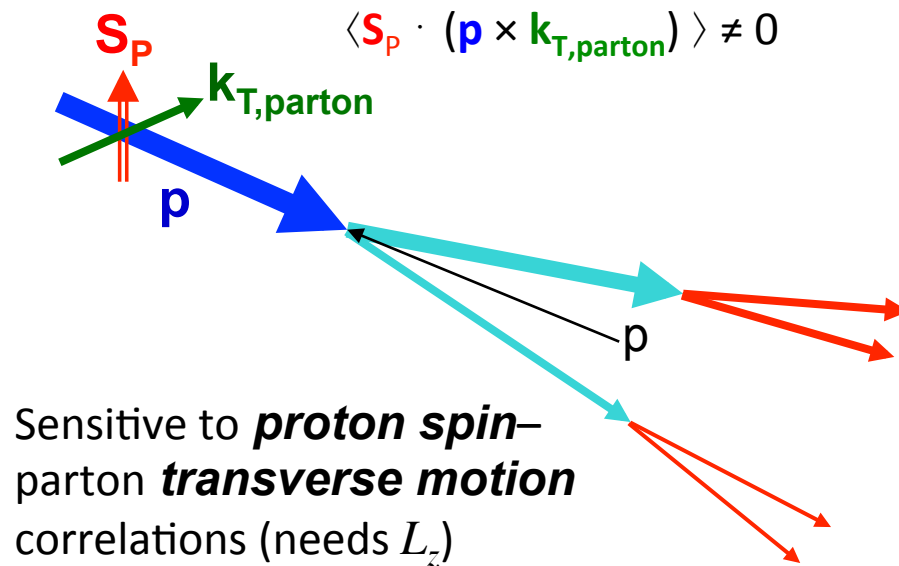 ⟨S_P · (p × k_T,parton) ⟩ ≠ 0
S_P
k_T,parton
p
p
Sensitive to proton spin–
parton transverse motion
correlations (needs L_z)